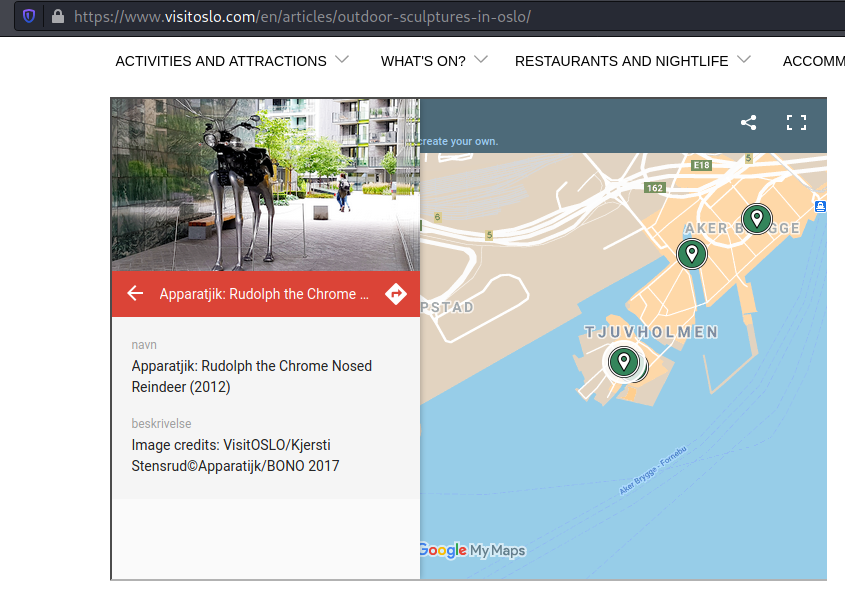 https://www.visitoslo.com/en/articles/outdoor-sculptures-in-oslo/
ACTIVITIES AND ATTRACTIONS WHAT'S ON? RESTAURANTS AND NIGHTLIFE ACCOMM
create your own.
E18
5
162
6
5
AKER BRYGGE
PSTAD
TJUVHOLMEN
Aker Brygge - Fornebu
Apparatjik: Rudolph the Chrome ...
navn
Apparatjik: Rudolph the Chrome Nosed
Reindeer (2012)
beskrivelse
Image credits: VisitOSLO/Kjersti
Stensrud©Apparatijk/BONO 2017
Google My Maps